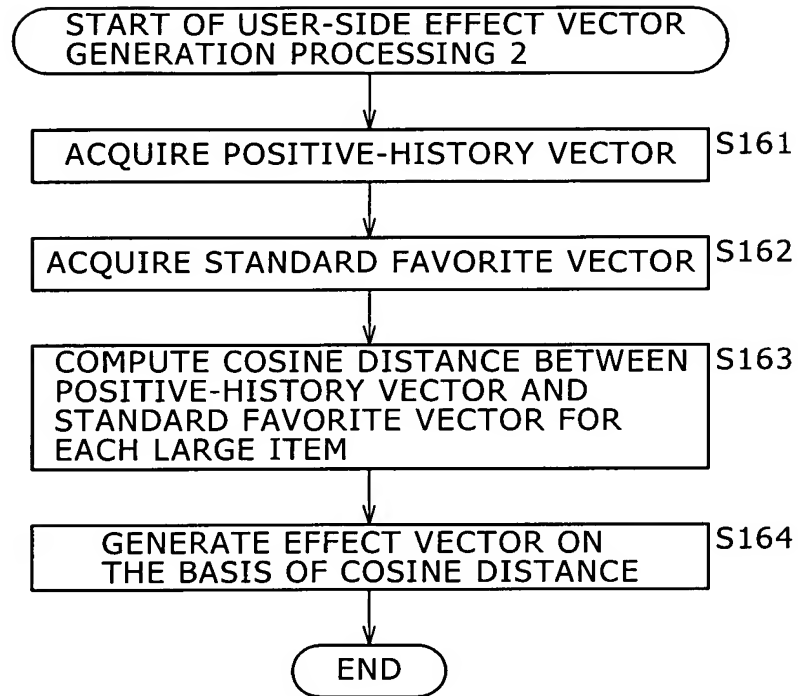 START OF USER-SIDE EFFECT VECTOR
GENERATION PROCESSING 2
ACQUIRE POSITIVE-HISTORY VECTOR
S161
ACQUIRE STANDARD FAVORITE VECTOR
S162
COMPUTE COSINE DISTANCE BETWEEN
POSITIVE-HISTORY VECTOR AND
STANDARD FAVORITE VECTOR FOR
EACH LARGE ITEM
S163
GENERATE EFFECT VECTOR ON
THE BASIS OF COSINE DISTANCE
S164
END